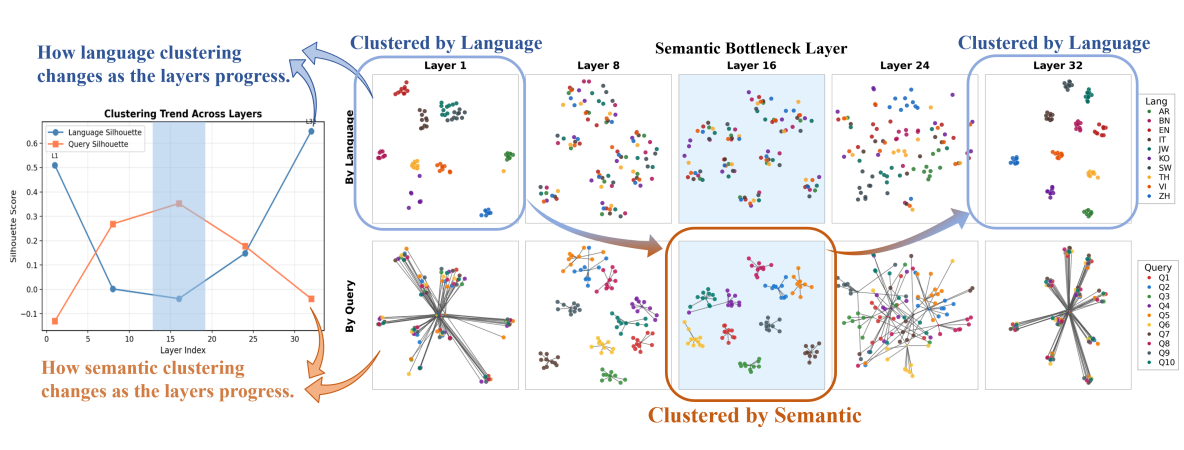 How language clustering
changes as the layers progress.
Clustered by Language
Semantic Bottleneck Layer
Clustered by Language
Layer 1
Layer 8
Layer 16
Layer 24
Layer 32
Clustering Trend Across Layers
Language Silhouette
Query Silhouette
L1
L32
Silhouette Score
0.6
0.5
0.4
0.3
0.2
0.1
0.0
−0.1
0
5
10
15
20
25
30
Layer Index
By Language
Lang
AR
BN
EN
IT
JW
KO
SW
TH
VI
ZH
By Query
Query
Q1
Q2
Q3
Q4
Q5
Q6
Q7
Q8
Q9
Q10
How semantic clustering
changes as the layers progress.
Clustered by Semantic